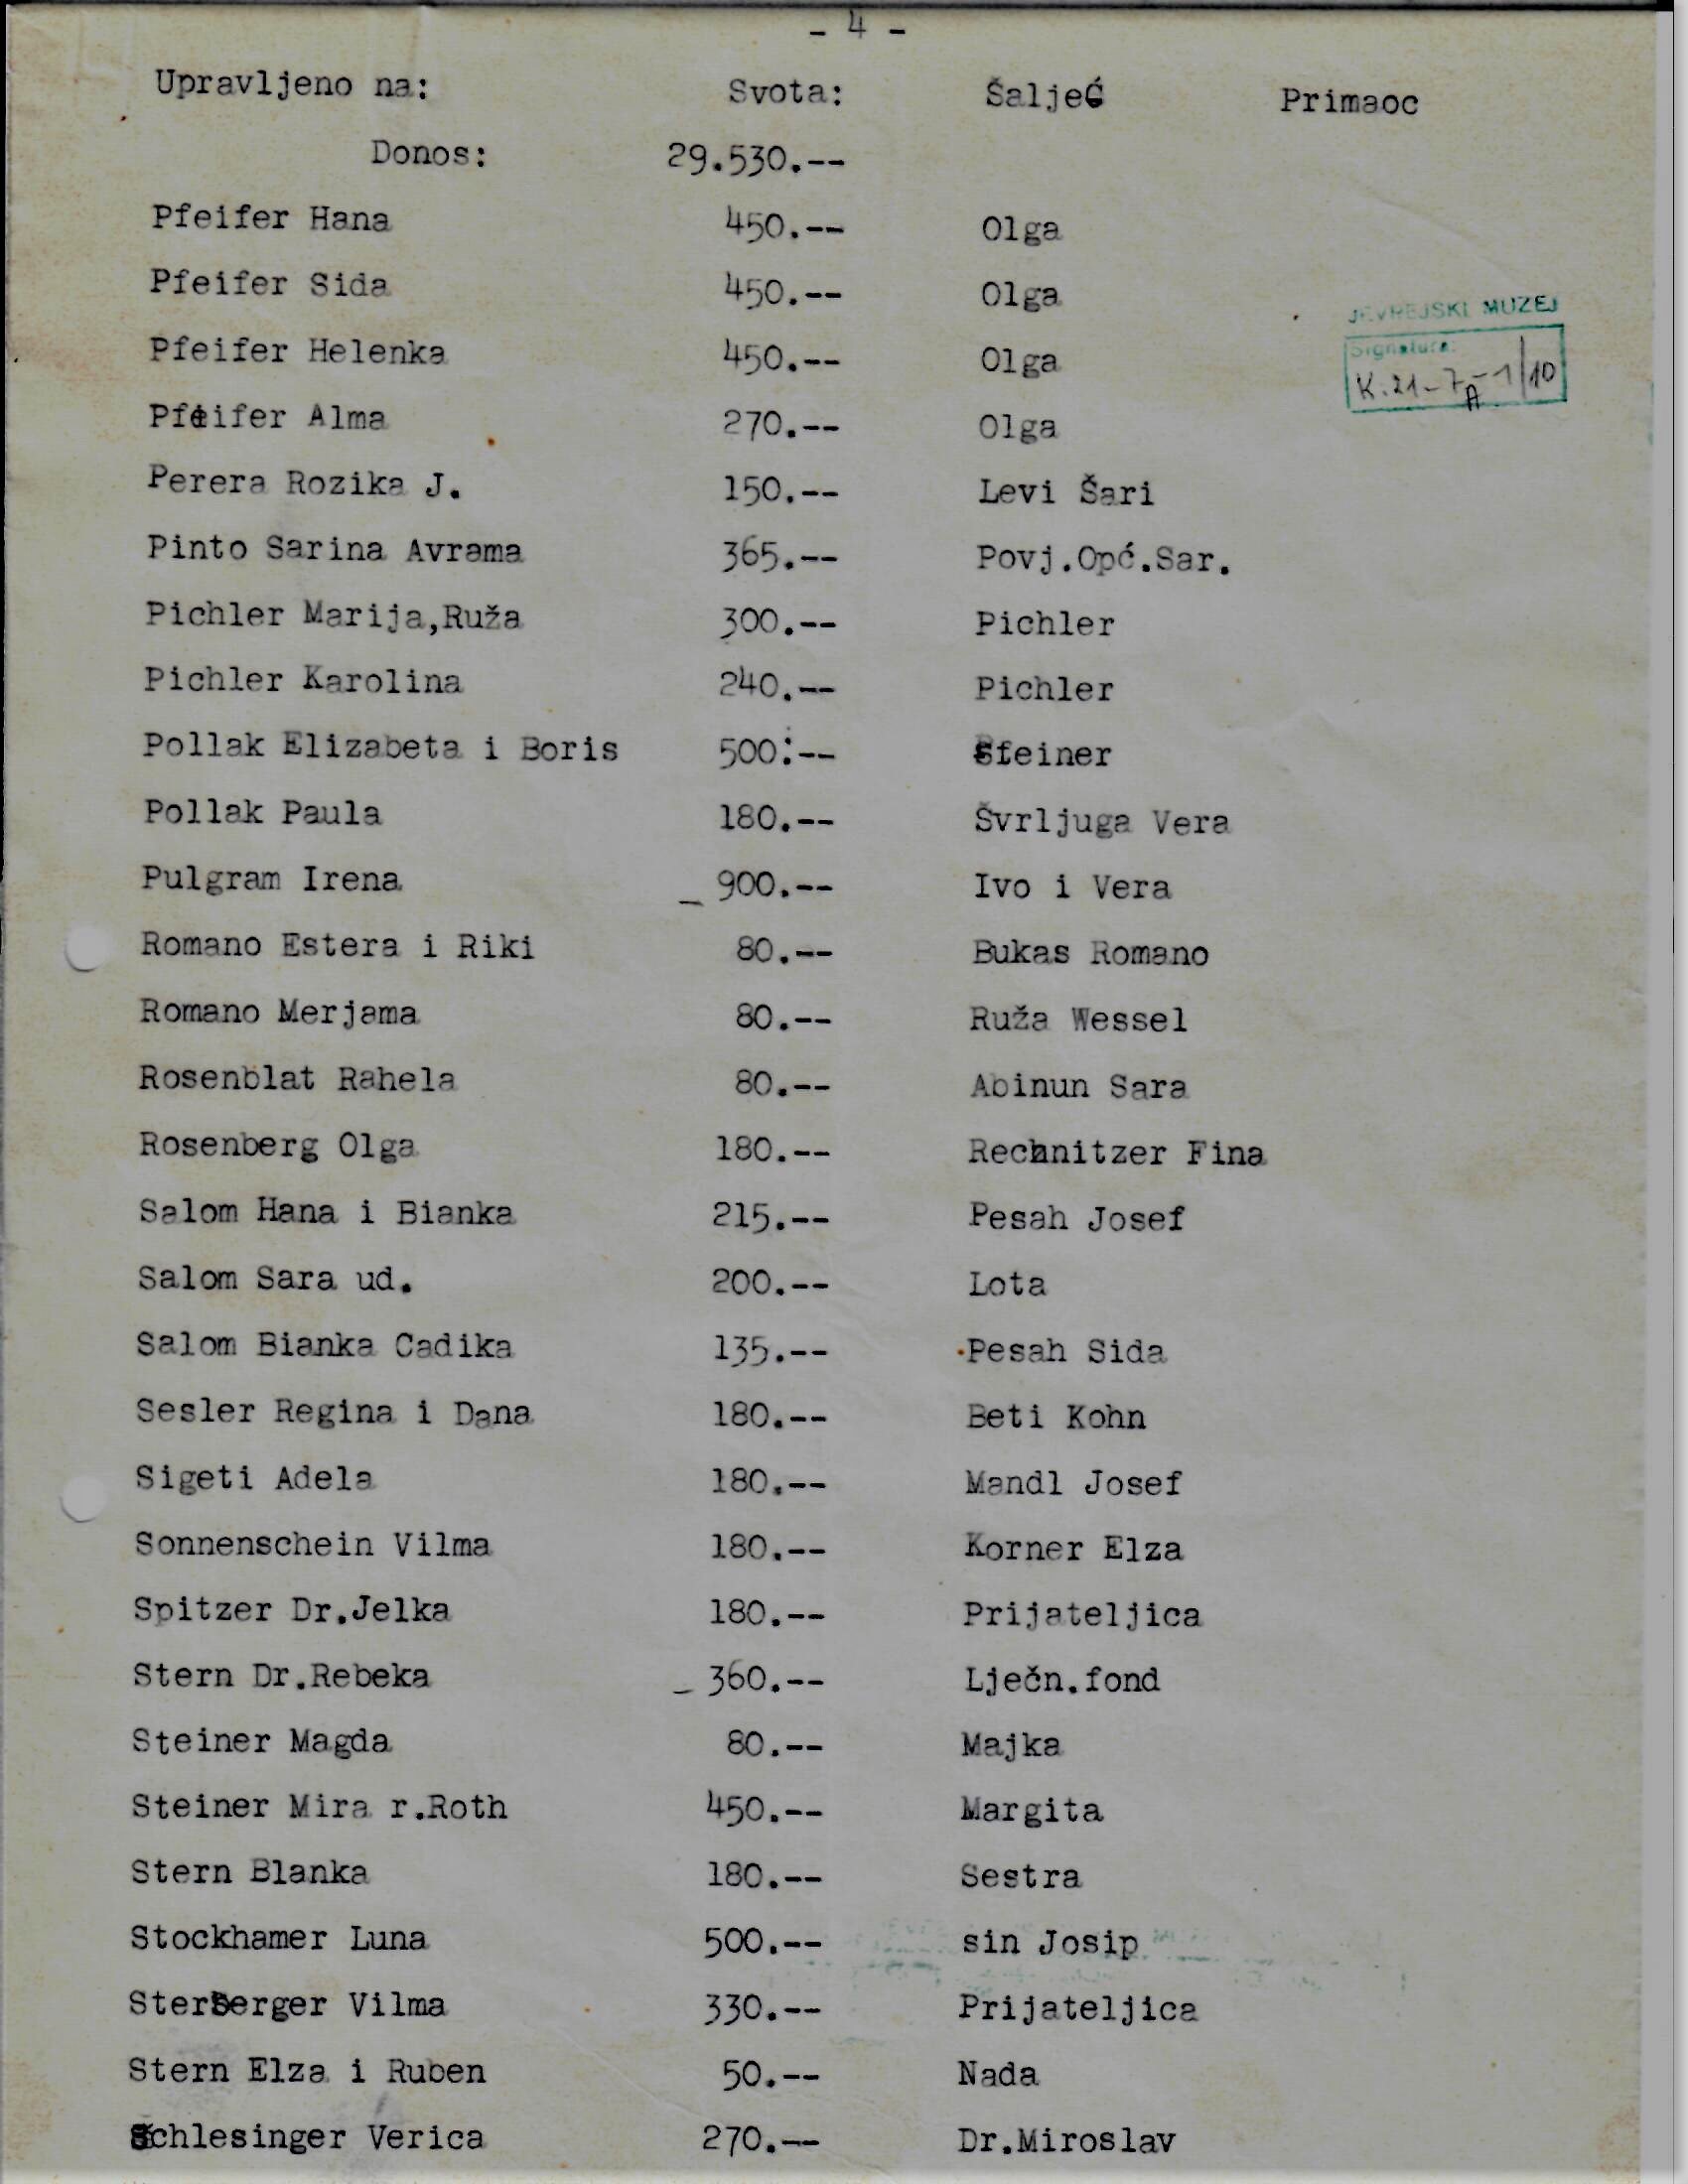 - 4 -
Upravljeno na: Svota: Šalje Primaoc
Donos: 29.530.--
Pfeifer Hana 450.-- Olga
Pfeifer Sida 450.-- Olga
Pfeifer Helenka 450.-- Olga
JEVREJSKI MUZEJ
Signatura:
K.21-7A-1/10
Pfeifer Alma 270.-- Olga
Perera Rozika J. 150.-- Levi Šari
Pinto Sarina Avrama 365.-- Povj.Opć.Sar.
Pichler Marija,Ruža 300.-- Pichler
Pichler Karolina 240.-- Pichler
Pollak Elizabeta i Boris 500:-- Steiner
Pollak Paula 180.-- Švrljuga Vera
Pulgram Irena _ 900.-- Ivo i Vera
Romano Estera i Riki 80.-- Bukas Romano
Romano Merjama 80.-- Ruža Wessel
Rosenblat Rahela 80.-- Abinun Sara
Rosenberg Olga 180.-- Rechnitzer Fina
Salom Hana i Bianka 215.-- Pesah Josef
Salom Sara ud. 200.-- Lota
Salom Bianka Cadika 135.-- Pesah Sida
Sesler Regina i Dana 180.-- Beti Kohn
Sigeti Adela 180.-- Mandl Josef
Sonnenschein Vilma 180.-- Korner Elza
Spitzer Dr.Jelka 180.-- Prijateljica
Stern Dr.Rebeka _ 360.-- Lječn.fond
Steiner Magda 80.-- Majka
Steiner Mira r.Roth 450.-- Margita
Stern Blanka 180.-- Sestra
Stockhamer Luna 500.-- sin Josip
Sterberger Vilma 330.-- Prijateljica
Stern Elza i Ruben 50.-- Nada
Schlesinger Verica 270.-- Dr.Miroslav